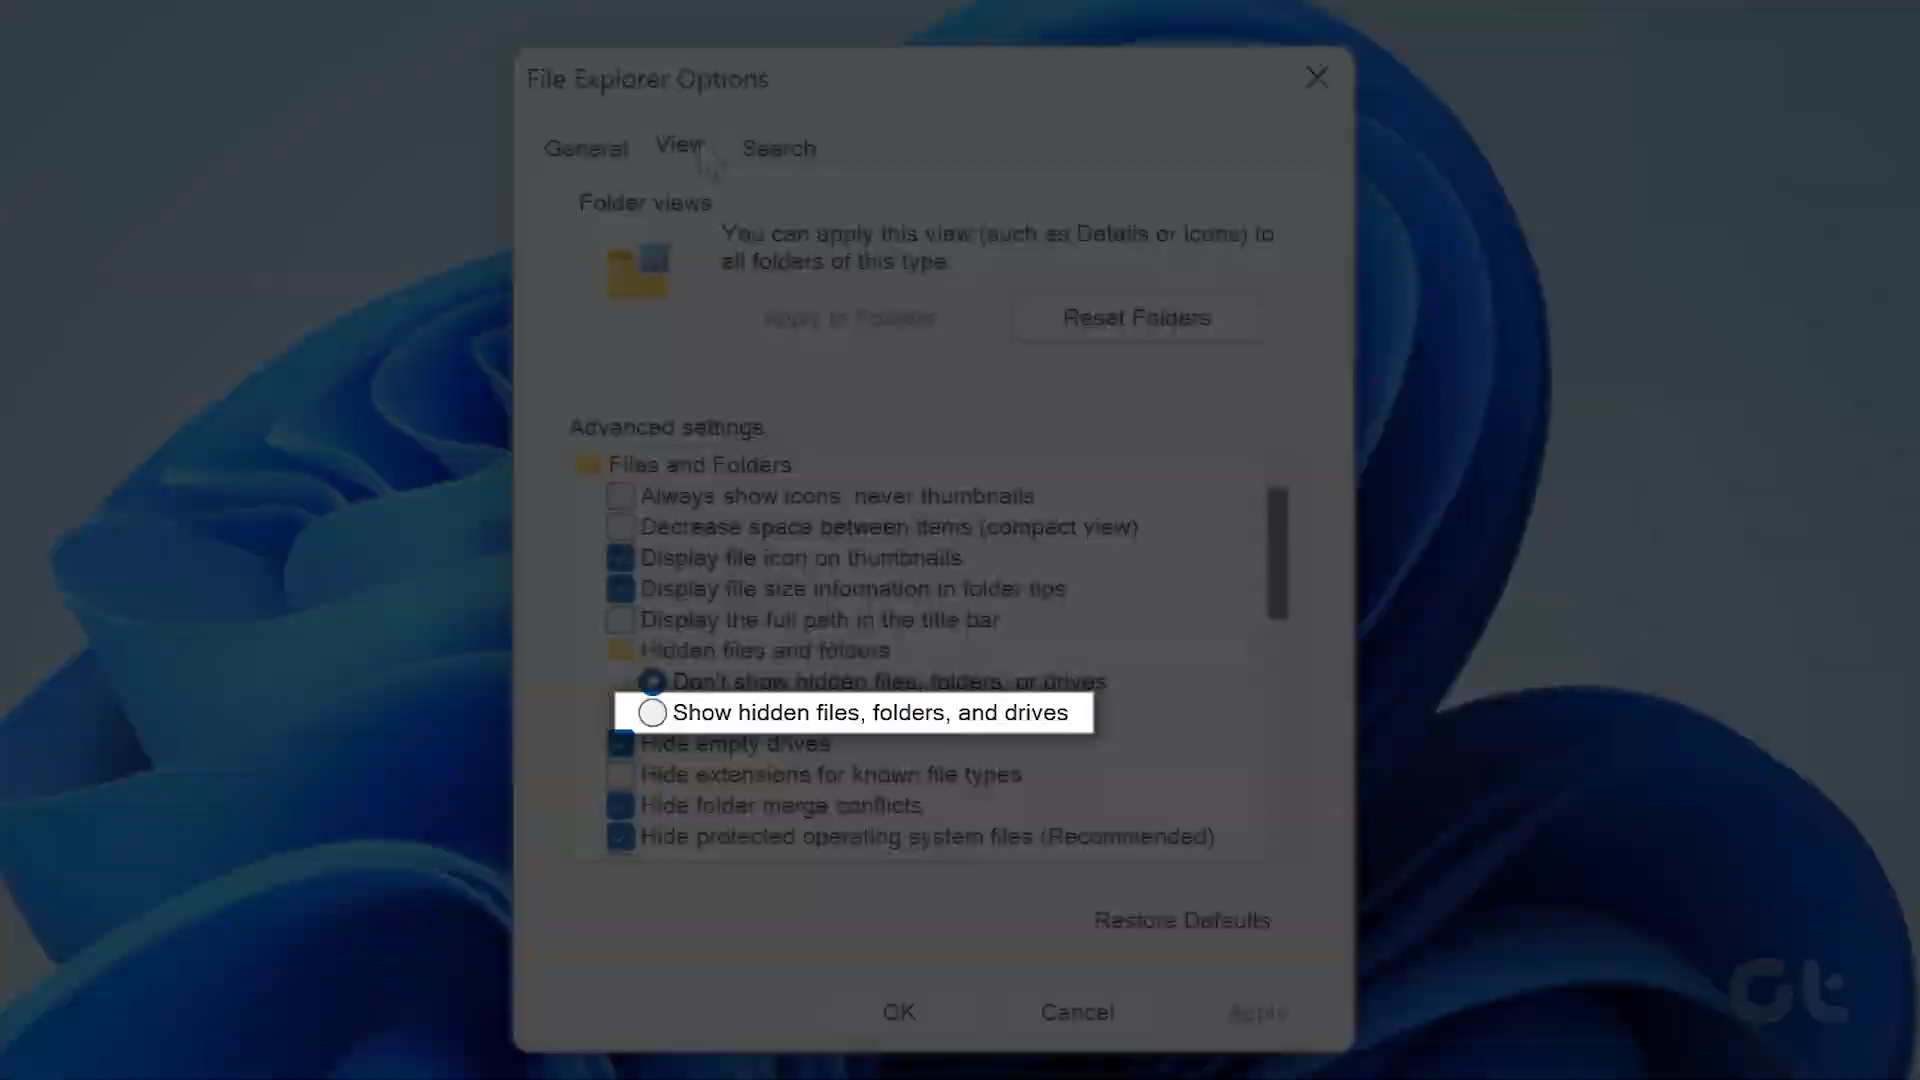 File Explorer Options
General View Search
Folder views
You can apply this view (such as Details or Icons) to
all folders of this type.
Apply to Folders
Reset Folders
Advanced settings
Files and Folders
Always show icons, never thumbnails
Decrease space between items (compact view)
Display file icon on thumbnails
Display file size information in folder tips
Display the full path in the title bar
Hidden files and folders
Don't show hidden files, folders, or drives
Show hidden files, folders, and drives
Hide empty drives
Hide extensions for known file types
Hide folder merge conflicts
Hide protected operating system files (Recommended)
Restore Defaults
OK Cancel Apply
Gt